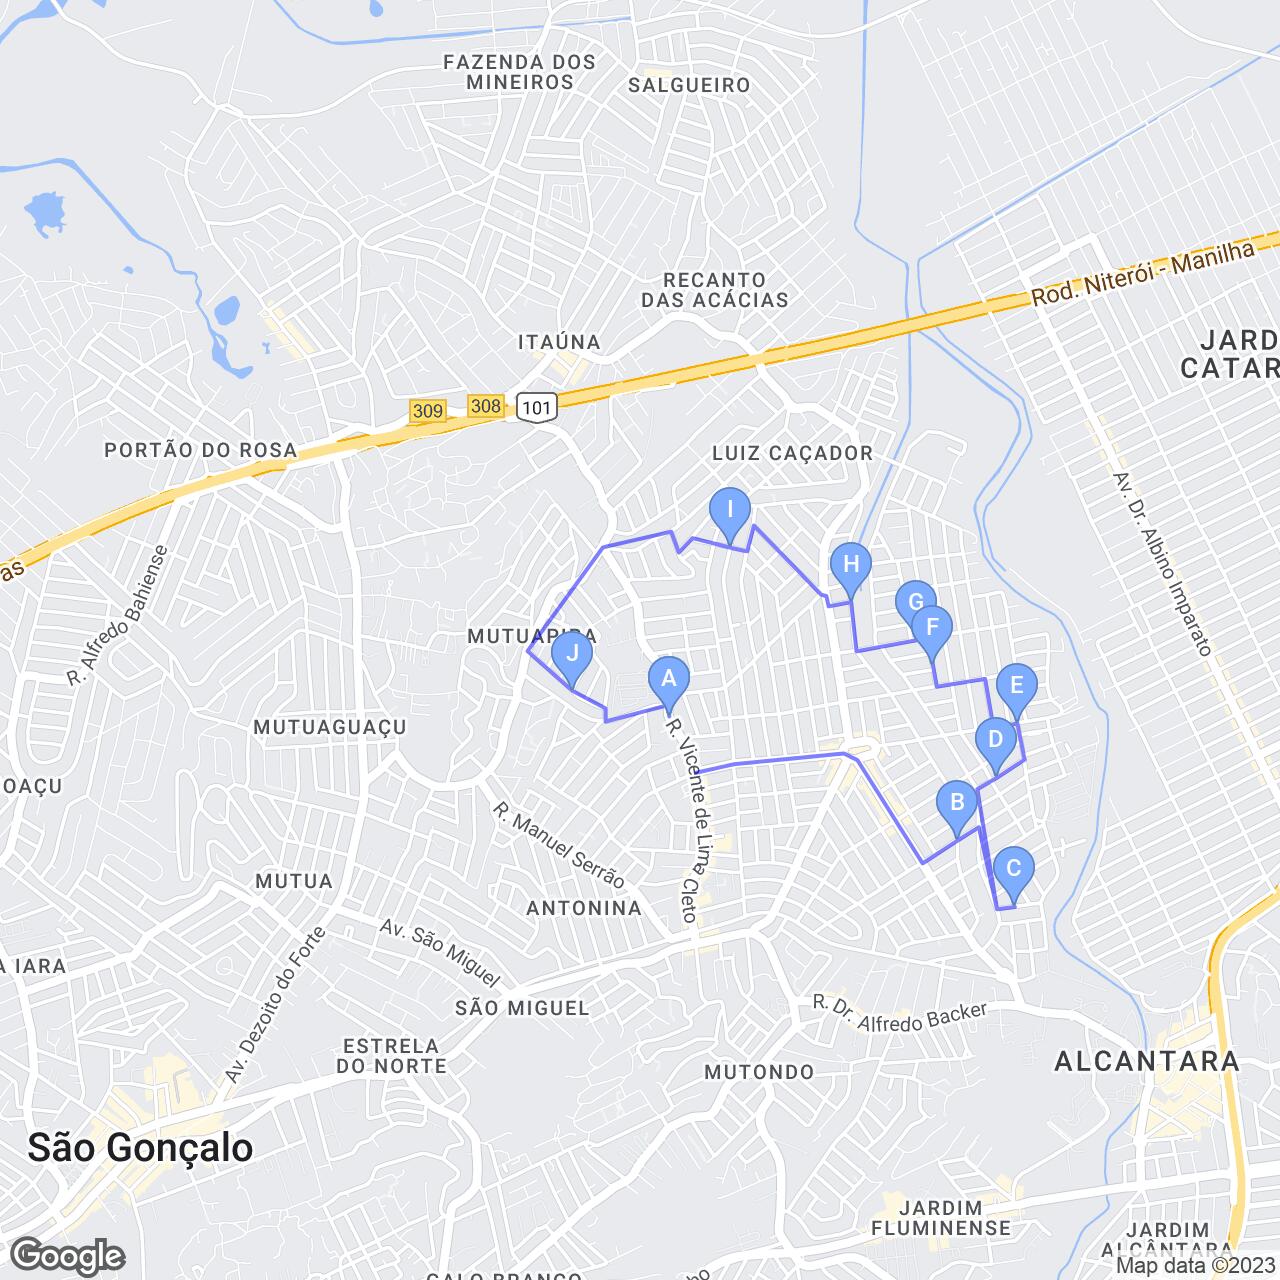 FAZENDA DOS
MINEIROS
SALGUEIRO
RECANTO
DAS ACÁCIAS
Rod. Niterói - Manilha
ITAÚNA
JARD
CATAR
309
308
101
PORTÃO DO ROSA
LUIZ CAÇADOR
as
R. Alfredo Bahiense
Av. Dr. Albino Imparato
I
H
G
F
MUTUAPIRA
J
A
E
D
B
C
MUTUAGUAÇU
R. Vicente de Lima Cleto
OAÇU
R. Manuel Serrão
MUTUA
ANTONINA
Av. São Miguel
A IARA
Av. Dezoito do Forte
SÃO MIGUEL
R. Dr. Alfredo Backer
ESTRELA
DO NORTE
MUTONDO
ALCANTARA
São Gonçalo
JARDIM
FLUMINENSE
JARDIM
ALCÂNTARA
GALO BRANCO
ho
Google
Map data ©2023